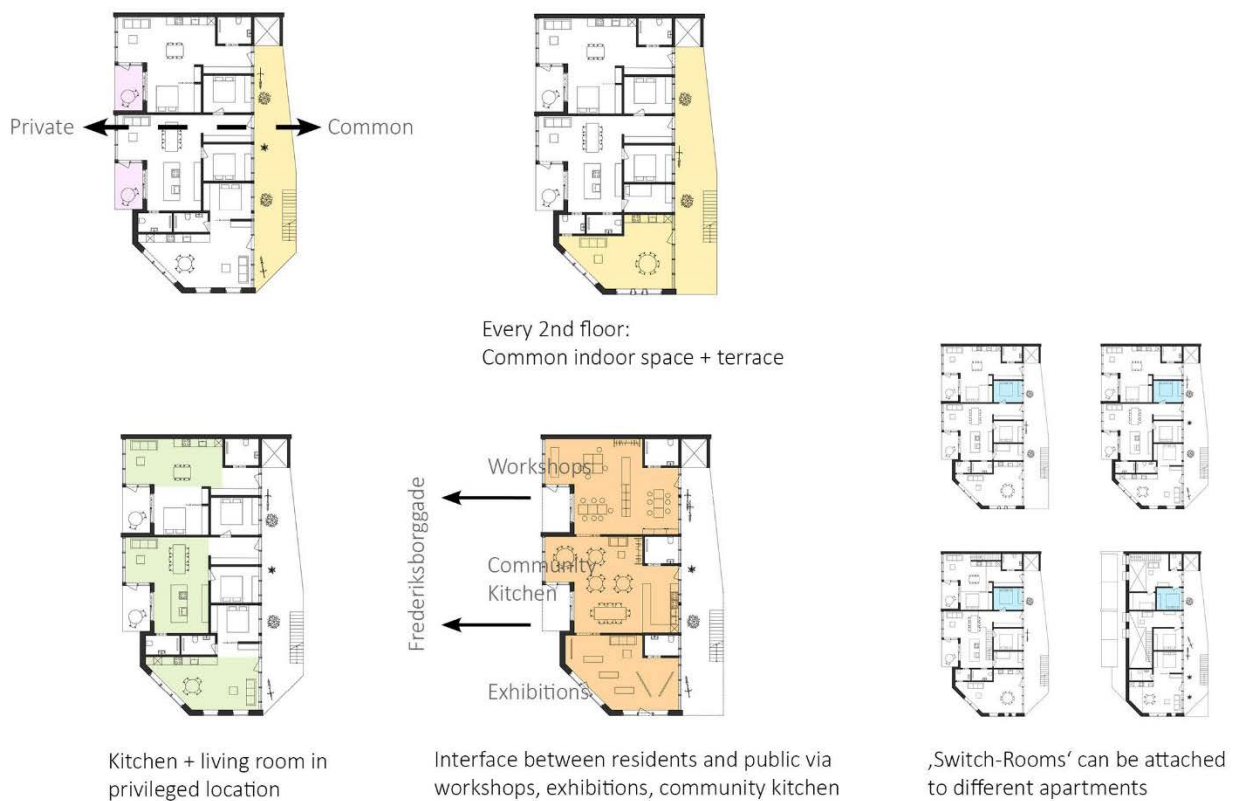 Private
Common
Every 2nd floor:
Common indoor space + terrace
Frederiksborggade
Workshops
Community
Kitchen
Exhibitions
Kitchen + living room in
privileged location
Interface between residents and public via
workshops, exhibitions, community kitchen
‚Switch-Rooms‘ can be attached
to different apartments